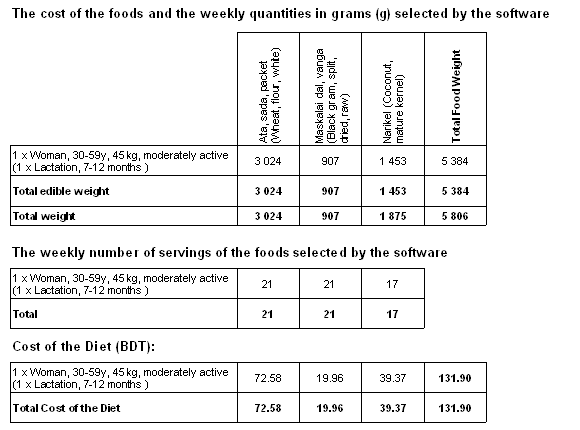 The cost of the foods and the weekly quantities in grams (g) selected by the software
Ata, sada, packet
(Wheat, flour, white)
Maskalai dal, vanga
(Black gram, split,
dried, raw)
Narikel (Coconut,
mature kernel)
Total Food Weight
1 x Woman, 30-59y, 45 kg, moderately active
(1 x Lactation, 7-12 months )
3 024 907 1 453 5 384
Total edible weight 3 024 907 1 453 5 384
Total weight 3 024 907 1 875 5 806
The weekly number of servings of the foods selected by the software
1 x Woman, 30-59y, 45 kg, moderately active
(1 x Lactation, 7-12 months )
21 21 17
Total 21 21 17
Cost of the Diet (BDT):
1 x Woman, 30-59y, 45 kg, moderately active
(1 x Lactation, 7-12 months )
72.58 19.96 39.37 131.90
Total Cost of the Diet 72.58 19.96 39.37 131.90